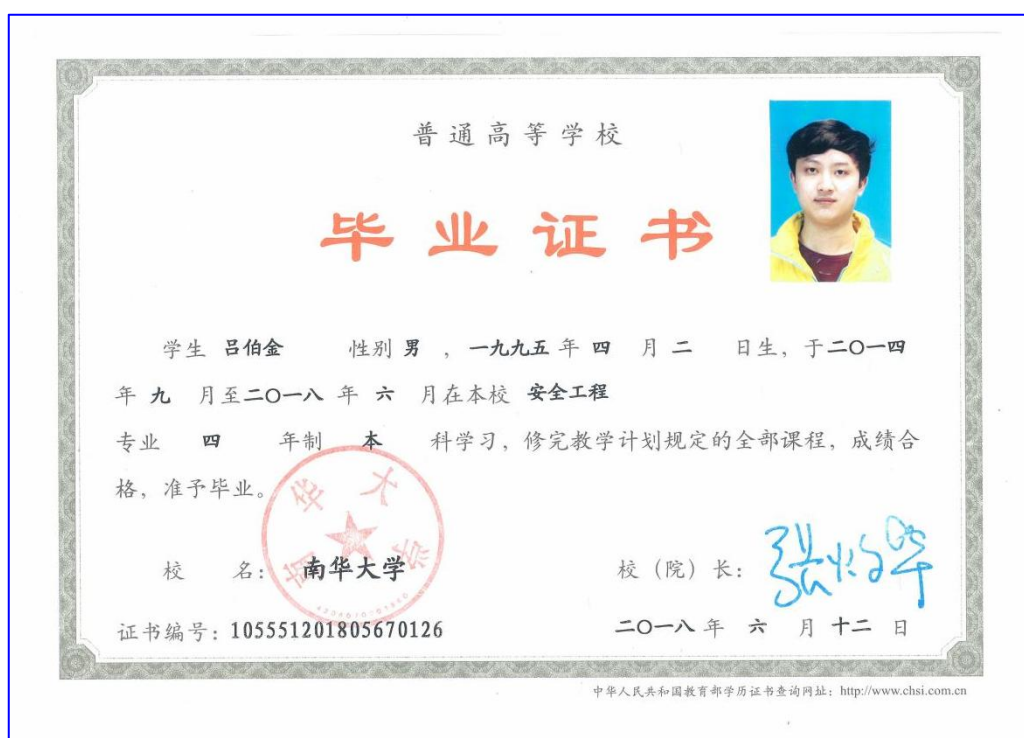 普通高等学校
毕业证书
学生 吕伯金 性别 男 ，一九九五 年 四 月 二 日生，于二〇一四
年 九 月至二〇一八 年 六 月在本校 安全工程
专业 四 年制 本 科学习，修完教学计划规定的全部课程，成绩合
格，准予毕业。
南华大学
校 名： 南华大学 校（院）长：
证书编号：105551201805670126 二〇一八 年 六 月 十二 日
中华人民共和国教育部学历证书查询网址：http://www.chsi.com.cn